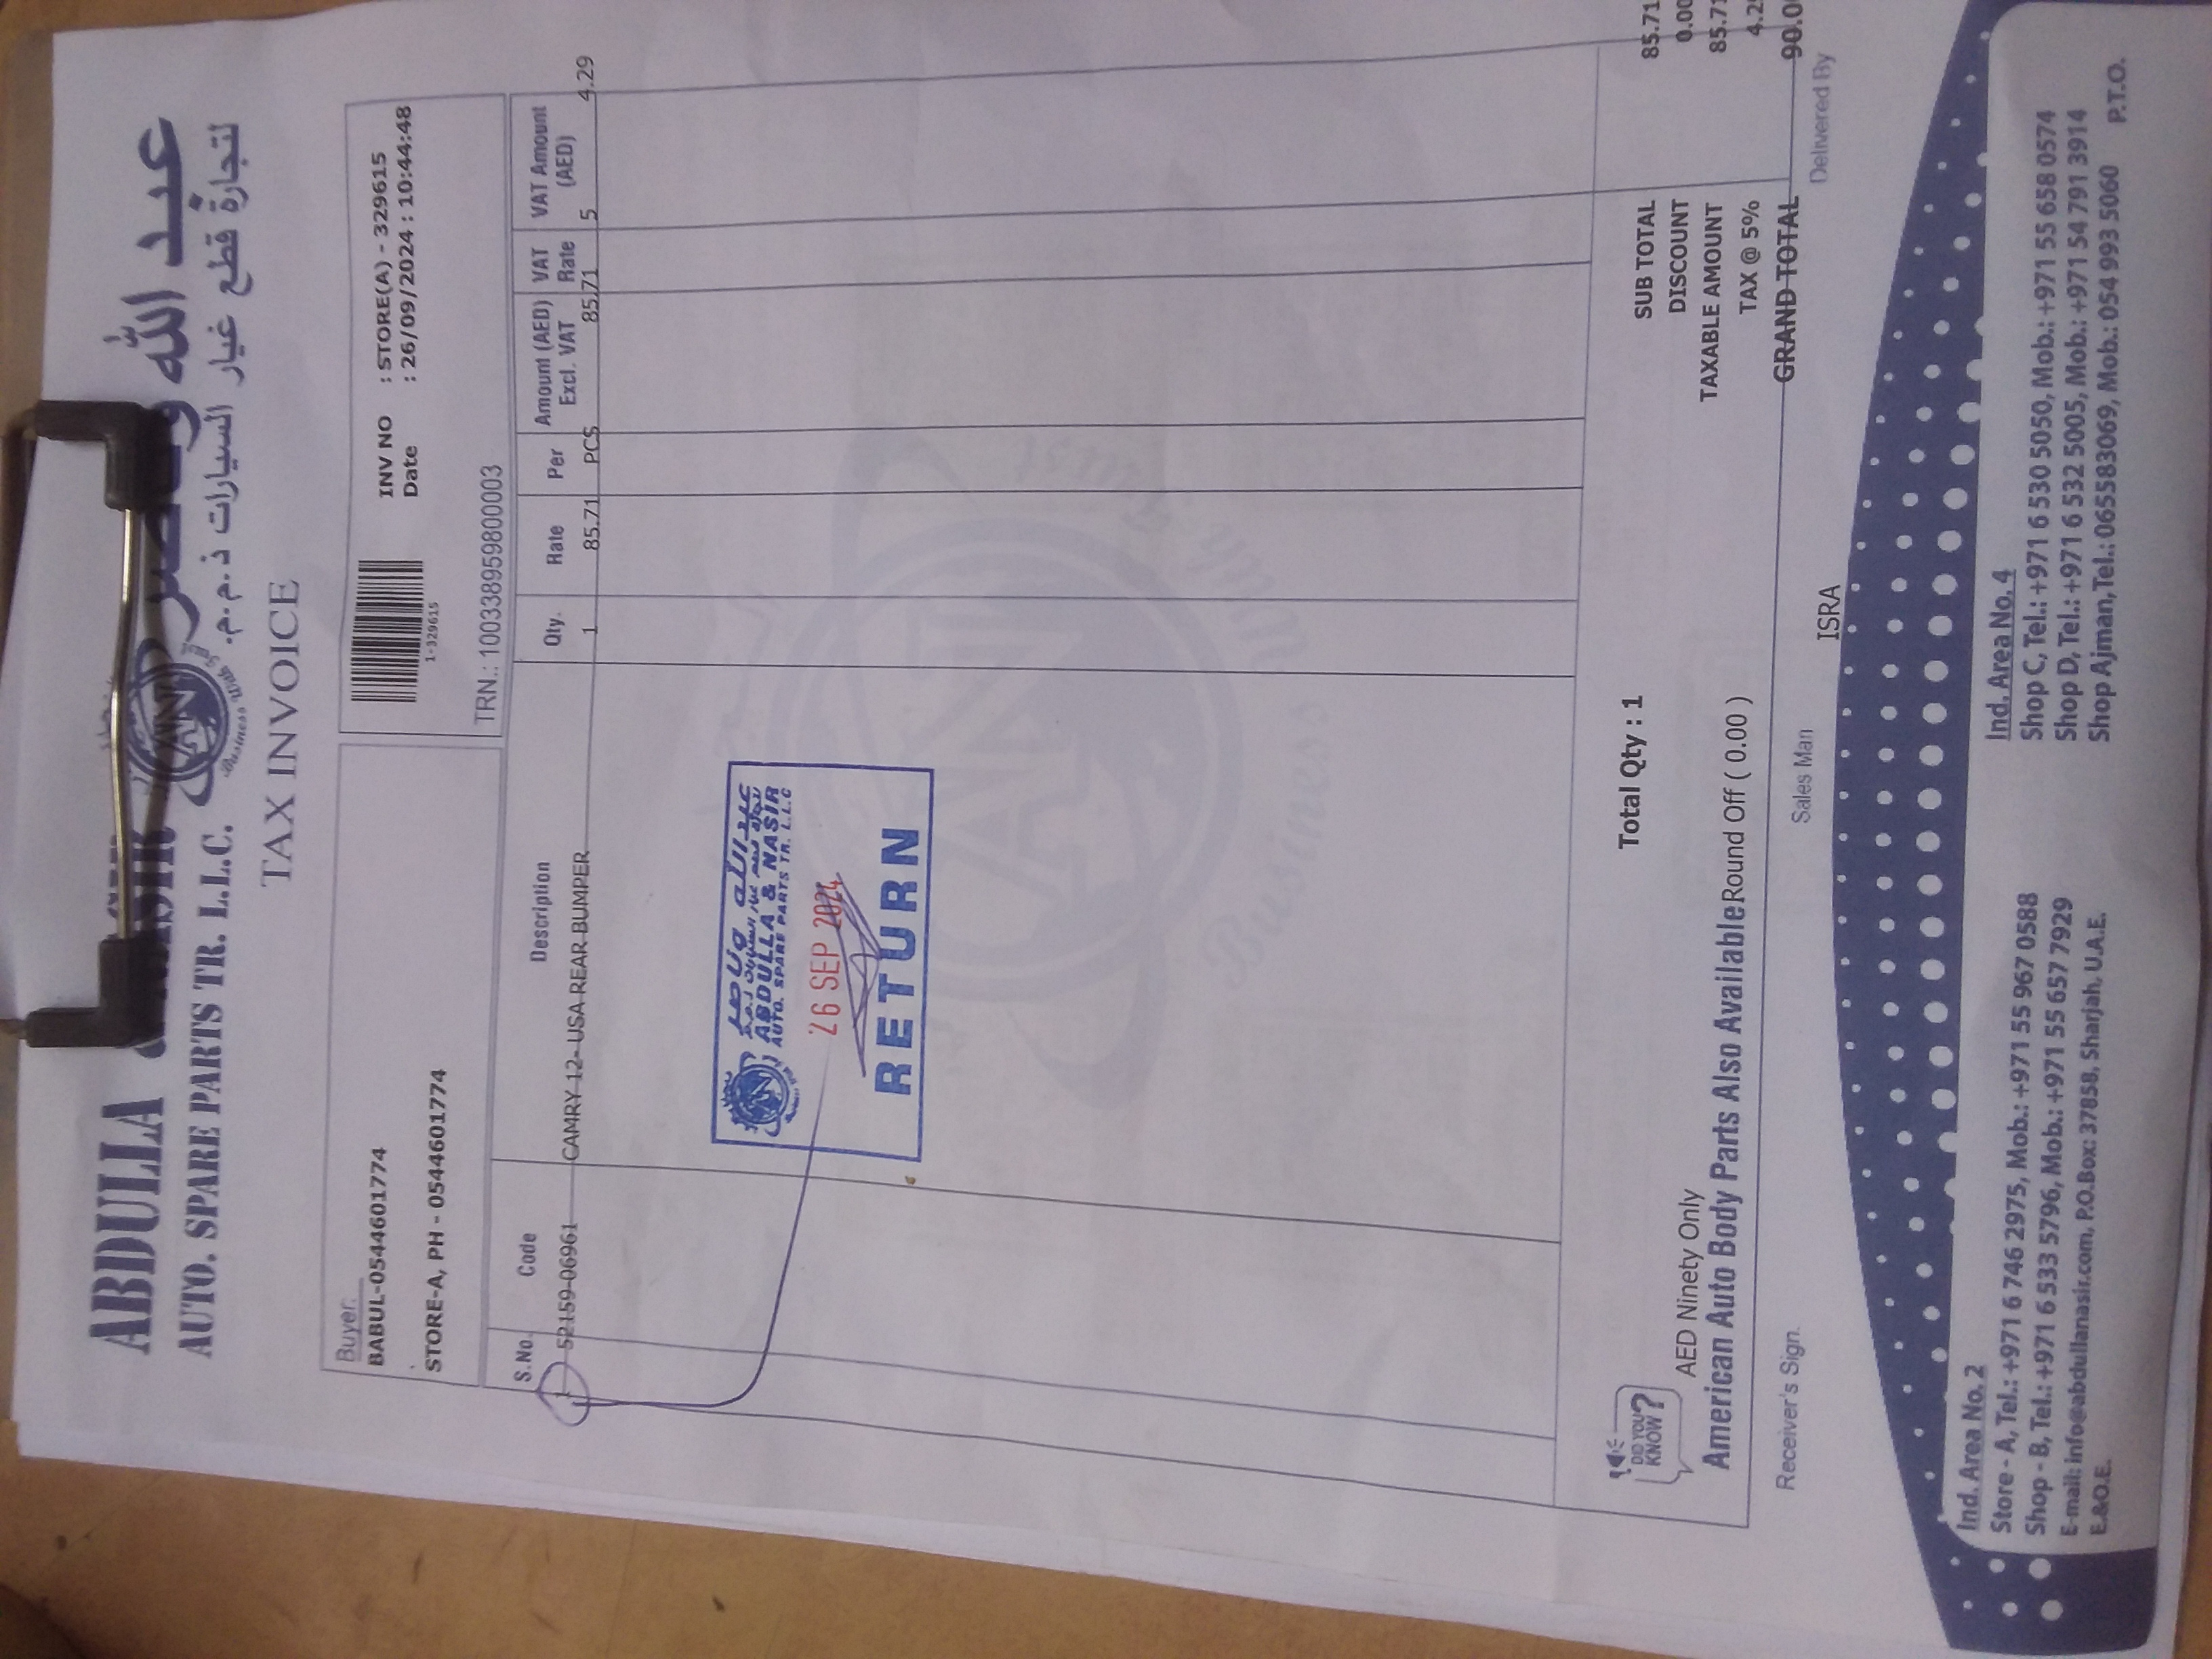 ABDULLA & NASIR
عبد الله وناصر
AUTO. SPARE PARTS TR. L.L.C.
لتجارة قطع غيار السيارات ذ.م.م.
TAX INVOICE
Buyer:
BABUL-0544601774
STORE-A, PH - 0544601774
1-329615
INV NO : STORE(A) - 329615
Date : 26/09/2024 : 10:44:48
TRN.: 100338959800003
S.No. Code Description Qty. Rate Per Amount (AED) Excl. VAT VAT Rate VAT Amount (AED)
1 52159-06961 CAMRY 12- USA REAR BUMPER 1 85.71 PCS 85.71 5 4.29
عبدالله وناصر
ABDULLA & NASIR
AUTO. SPARE PARTS TR. L.L.C
26 SEP 2024
RETURN
Total Qty : 1
SUB TOTAL 85.71
DISCOUNT 0.00
TAXABLE AMOUNT 85.71
TAX @ 5% 4.29
GRAND TOTAL 90.0
DID YOU KNOW?
AED Ninety Only
American Auto Body Parts Also Available Round Off ( 0.00 )
Receiver's Sign. Sales Man Delivered By
ISRA
Ind. Area No. 2
Store - A, Tel.: +971 6 746 2975, Mob.: +971 55 967 0588
Shop - B, Tel.: +971 6 533 5796, Mob.: +971 55 657 7929
E-mail: info@abdullanasir.com, P.O.Box: 37858, Sharjah, U.A.E.
E.&O.E.
Ind. Area No. 4
Shop C, Tel.: +971 6 530 5050, Mob.: +971 55 658 0574
Shop D, Tel.: +971 6 532 5005, Mob.: +971 54 791 3914
Shop Ajman, Tel.: 065583069, Mob.: 054 993 5060
P.T.O.